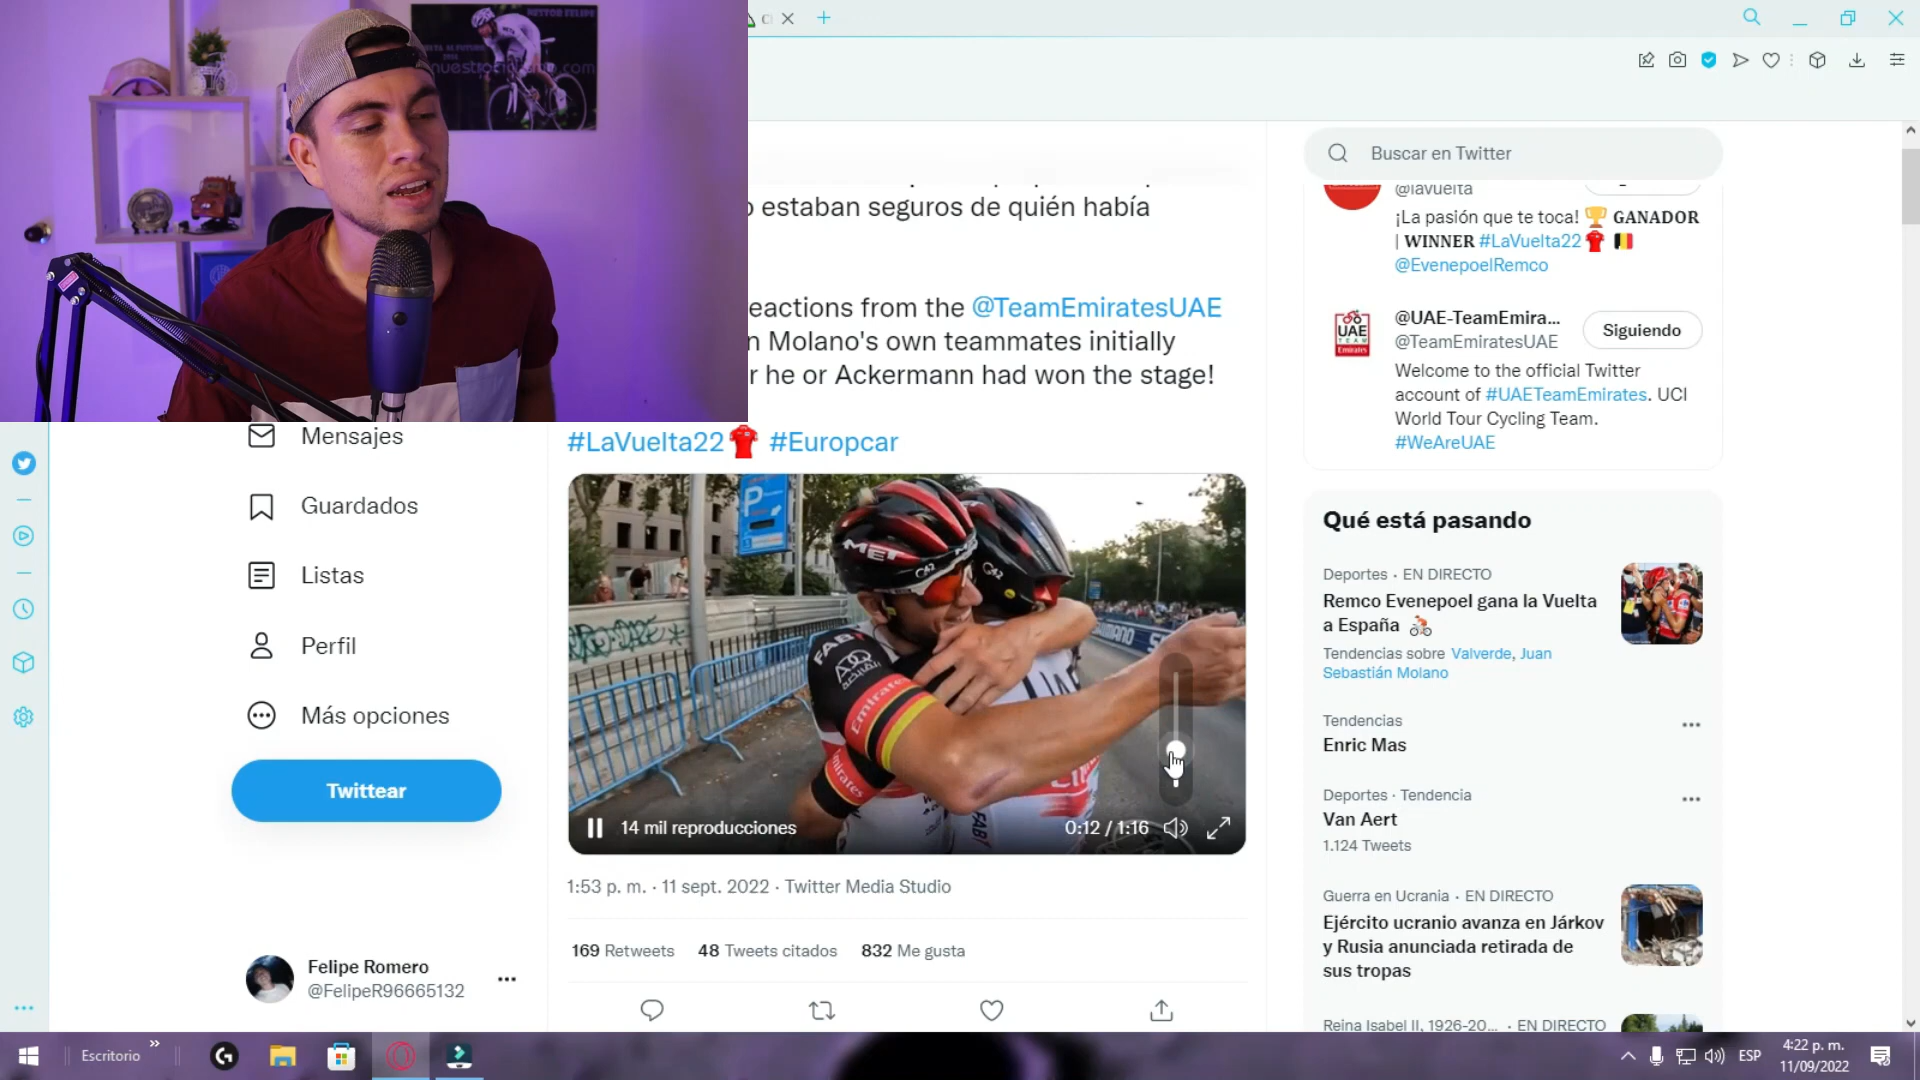 nuestrociclismo.com
Buscar en Twitter
@lavuelta
¡La pasión que te toca! 🏆 GANADOR
| WINNER #LaVuelta22
@EvenepoelRemco
estaban seguros de quién había
eactions from the @TeamEmiratesUAE
n Molano's own teammates initially
r he or Ackermann had won the stage!
#LaVuelta22 #Europcar
@UAE-TeamEmira...
@TeamEmiratesUAE
Siguiendo
Welcome to the official Twitter
account of #UAETeamEmirates. UCI
World Tour Cycling Team.
#WeAreUAE
UAE
TEAM
Emirates
Mensajes
Guardados
Listas
Perfil
Más opciones
Twittear
Felipe Romero
@FelipeR96665132
P
MET
Emirates
14 mil reproducciones
0:12 / 1:16
1:53 p. m. · 11 sept. 2022 · Twitter Media Studio
169 Retweets 48 Tweets citados 832 Me gusta
Qué está pasando
Deportes · EN DIRECTO
Remco Evenepoel gana la Vuelta
a España 🚴🏻
Tendencias sobre Valverde, Juan
Sebastián Molano
Tendencias
Enric Mas
Deportes · Tendencia
Van Aert
1.124 Tweets
Guerra en Ucrania · EN DIRECTO
Ejército ucranio avanza en Járkov
y Rusia anunciada retirada de
sus tropas
Reina Isabel II, 1926-20... · EN DIRECTO
Escritorio
ESP
4:22 p. m.
11/09/2022